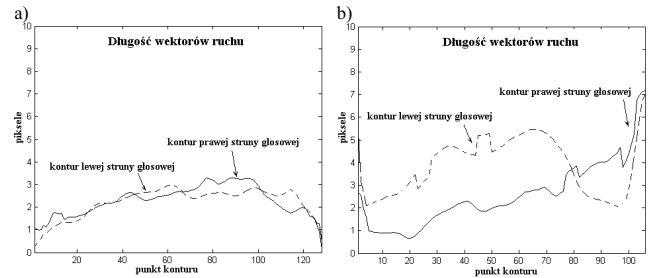 a)
Długość wektorów ruchu
piksele
10
9
8
7
6
5
4
3
2
1
0
kontur prawej struny głosowej
kontur lewej struny głosowej
0 20 40 60 80 100 120
punkt konturu
b)
Długość wektorów ruchu
piksele
10
9
8
7
6
5
4
3
2
1
0
kontur prawej struny głosowej
kontur lewej struny głosowej
10 20 30 40 50 60 70 80 90 100
punkt konturu